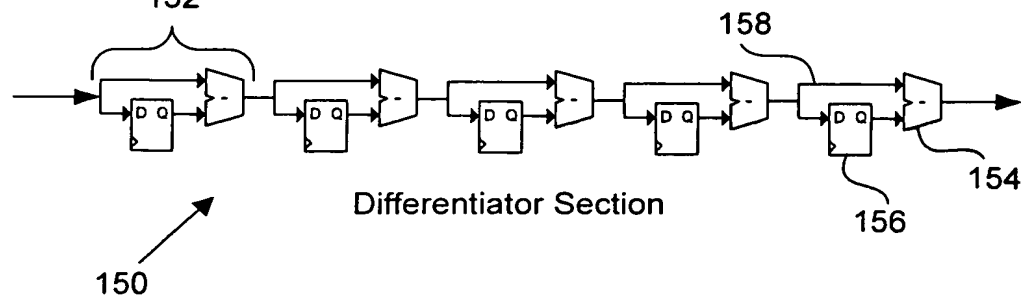 152
158
- - - - -
D Q D Q D Q D Q D Q
154
Differentiator Section
156
150